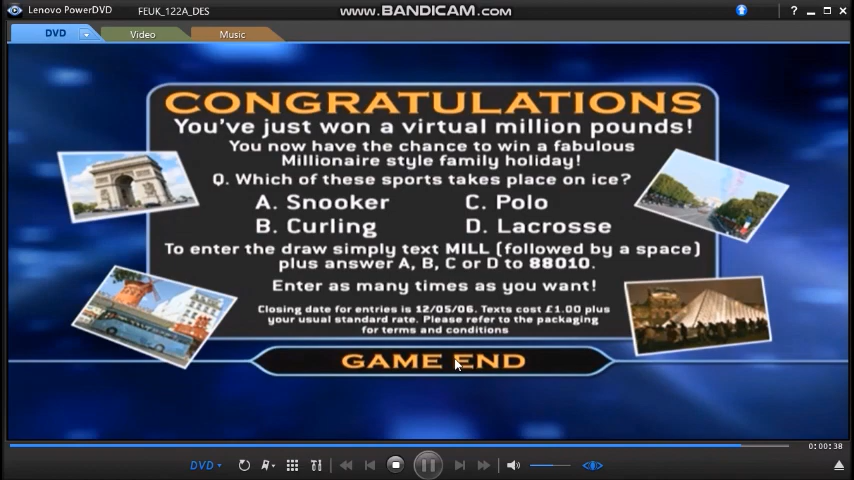 Lenovo PowerDVD
FEUK_122A_DES
www.BANDICAM.com
?
DVD
Video
Music
CONGRATULATIONS
You've just won a virtual million pounds!
You now have the chance to win a fabulous
Millionaire style family holiday!
Q. Which of these sports takes place on ice?
A. Snooker
C. Polo
B. Curling
D. Lacrosse
To enter the draw simply text MILL (followed by a space)
plus answer A, B, C or D to 88010.
Enter as many times as you want!
Closing date for entries is 12/05/06. Texts cost £1.00 plus
your usual standard rate. Please refer to the packaging
for terms and conditions
GAME END
0:00:38
DVD